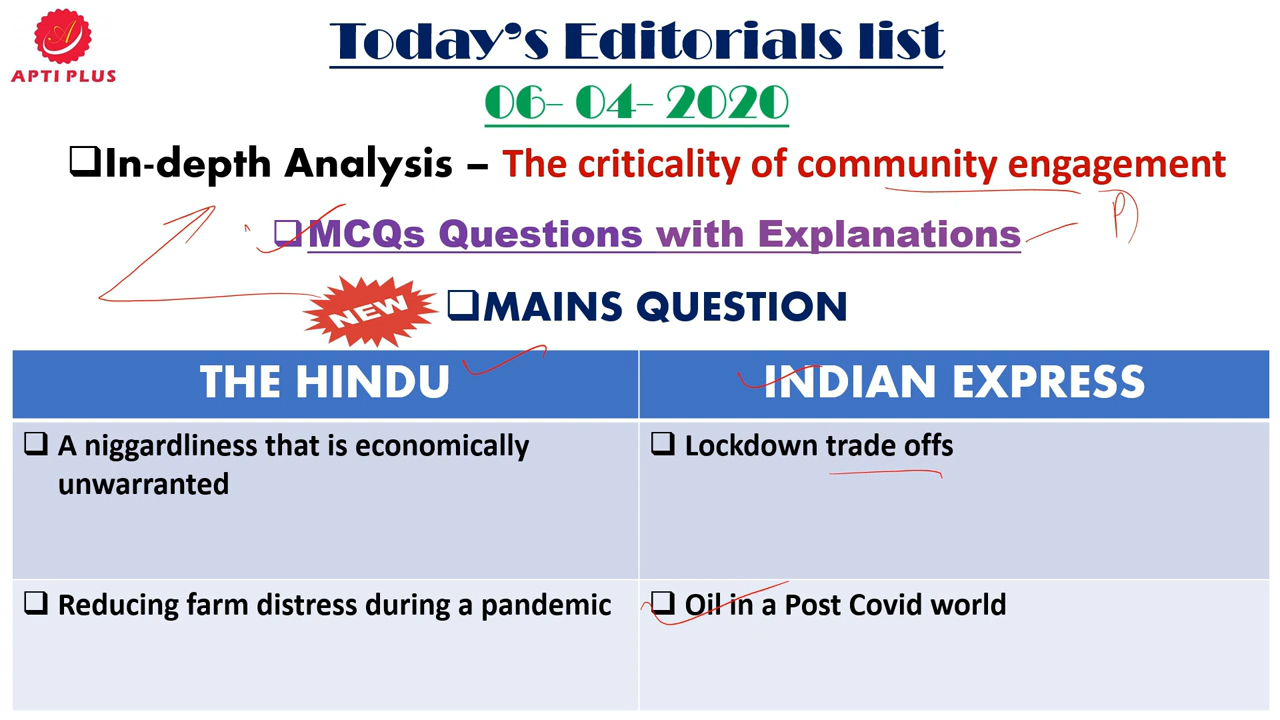 APTI PLUS
Today's Editorials list
06- 04- 2020
In-depth Analysis – The criticality of community engagement
MCQs Questions with Explanations
P)
NEW
MAINS QUESTION
THE HINDU
INDIAN EXPRESS
A niggardliness that is economically
unwarranted
Lockdown trade offs
Reducing farm distress during a pandemic
Oil in a Post Covid world